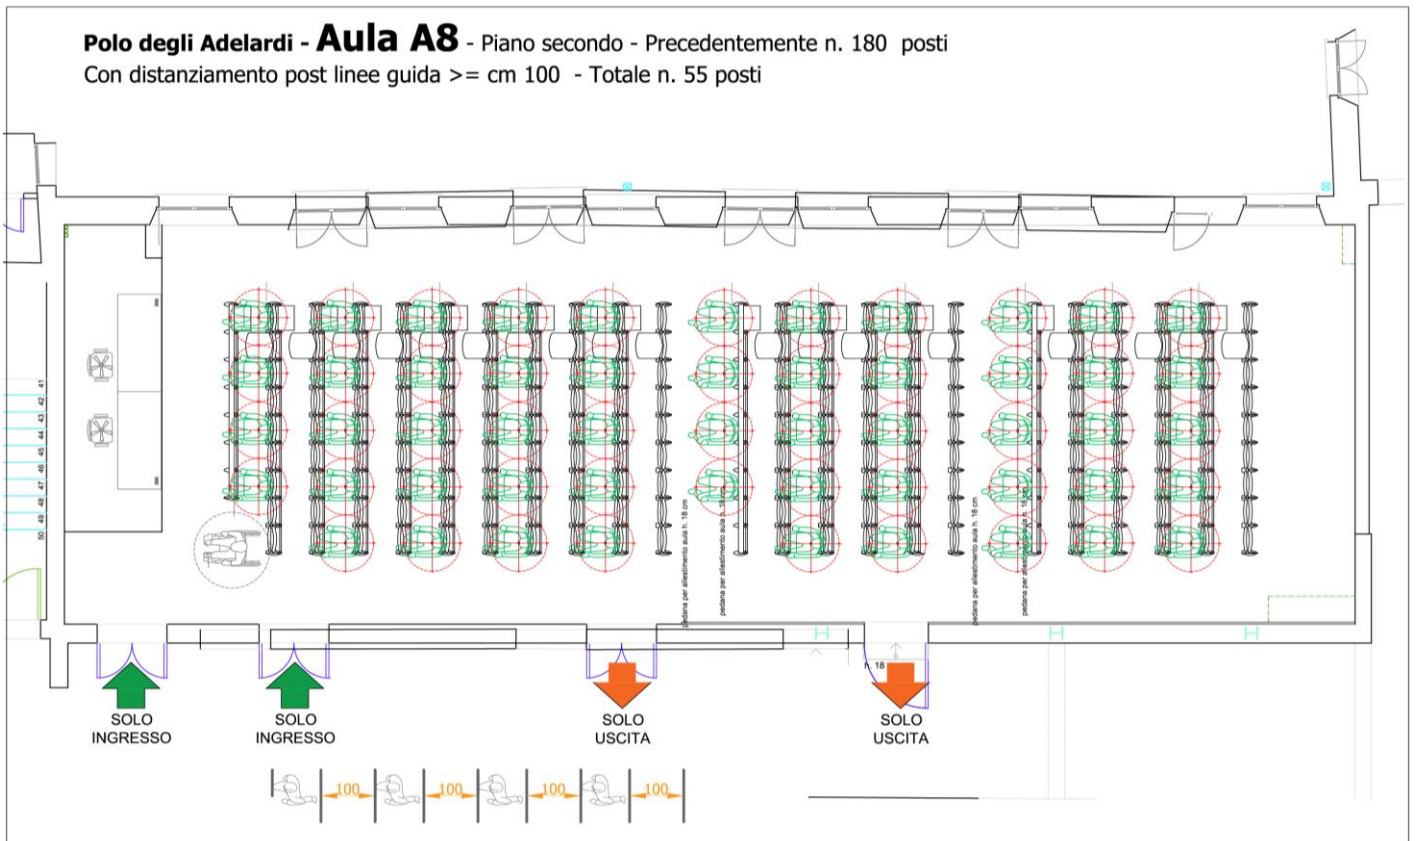 Polo degli Adelardi - Aula A8 - Piano secondo - Precedentemente n. 180 posti
Con distanziamento post linee guida >= cm 100 - Totale n. 55 posti
41
42
43
44
45
46
47
48
49
50
pedana per allestimento aula h. 18 cm
pedana per allestimento aula h. 18 cm
pedana per allestimento aula h. 18 cm
pedana per allestimento aula h. 18 cm
h. 18
SOLO
INGRESSO
SOLO
INGRESSO
SOLO
USCITA
SOLO
USCITA
100
100
100
100